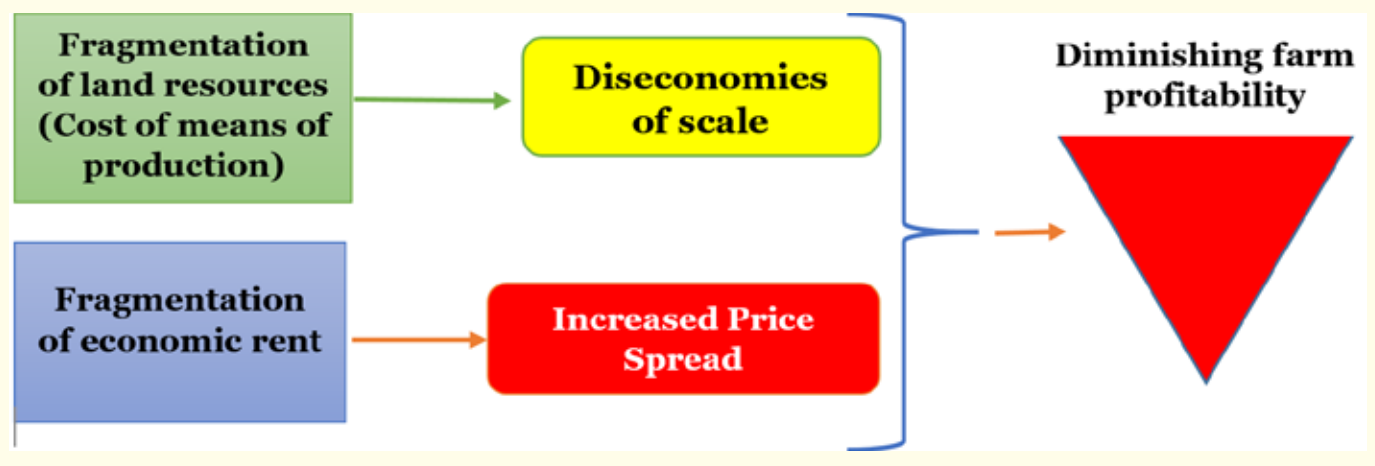 Fragmentation
of land resources
(Cost of means of
production)
Diseconomies
of scale
Fragmentation
of economic rent
Increased Price
Spread
Diminishing farm
profitability